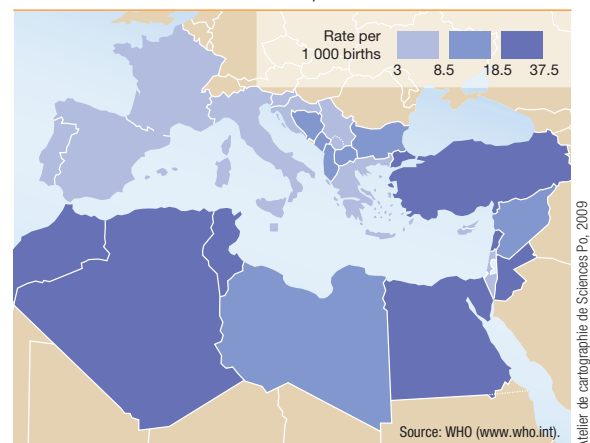 Rate per
1 000 births
3 8.5 18.5 37.5
Source: WHO (www.who.int).
telier de cartographie de Sciences Po, 2009